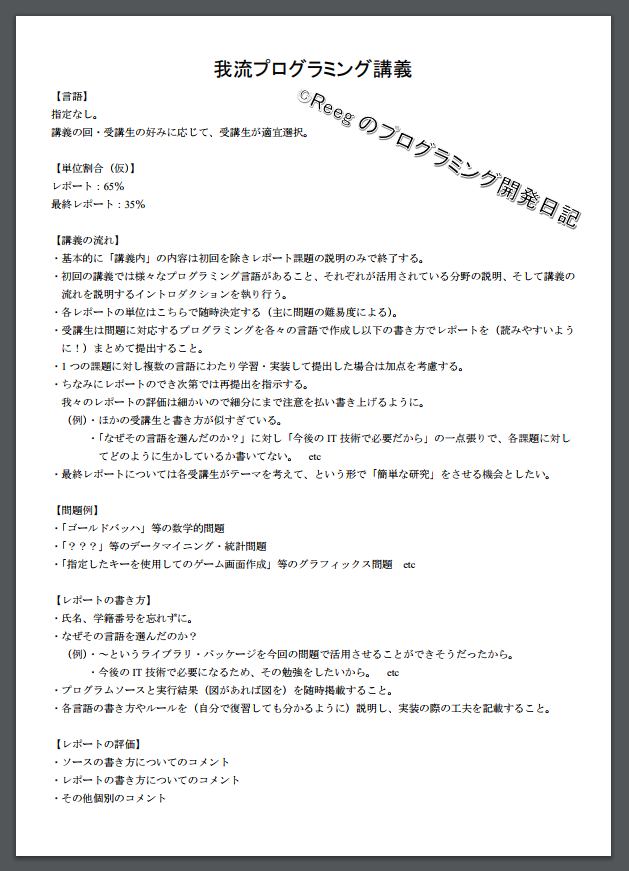 我流プログラミング講義
©Reeg のプログラミング開発日記
【言語】
指定なし。
講義の回・受講生の好みに応じて、受講生が適宜選択。
【単位割合（仮）】
レポート：65%
最終レポート：35%
【講義の流れ】
・基本的に「講義内」の内容は初回を除きレポート課題の説明のみで終了する。
・初回の講義では様々なプログラミング言語があること、それぞれが活用されている分野の説明、そして講義の
流れを説明するイントロダクションを執り行う。
・各レポートの単位はこちらで随時決定する（主に問題の難易度による）。
・受講生は問題に対応するプログラミングを各々の言語で作成し以下の書き方でレポートを（読みやすいよう
に！）まとめて提出すること。
・1 つの課題に対し複数の言語にわたり学習・実装して提出した場合は加点を考慮する。
・ちなみにレポートのでき次第では再提出を指示する。
我々のレポートの評価は細かいので細分にまで注意を払い書き上げるように。
（例）・ほかの受講生と書き方が似すぎている。
・「なぜその言語を選んだのか？」に対し「今後の IT 技術で必要だから」の一点張りで、各課題に対し
てどのように生かしているか書いてない。 etc
・最終レポートについては各受講生がテーマを考えて、という形で「簡単な研究」をさせる機会としたい。
【問題例】
・「ゴールドバッハ」等の数学的問題
・「？？？」等のデータマイニング・統計問題
・「指定したキーを使用してのゲーム画面作成」等のグラフィックス問題 etc
【レポートの書き方】
・氏名、学籍番号を忘れずに。
・なぜその言語を選んだのか？
（例）・～というライブラリ・パッケージを今回の問題で活用させることができそうだったから。
・今後の IT 技術で必要になるため、その勉強をしたいから。 etc
・プログラムソースと実行結果（図があれば図を）を随時掲載すること。
・各言語の書き方やルールを（自分で復習しても分かるように）説明し、実装の際の工夫を記載すること。
【レポートの評価】
・ソースの書き方についてのコメント
・レポートの書き方についてのコメント
・その他個別のコメント